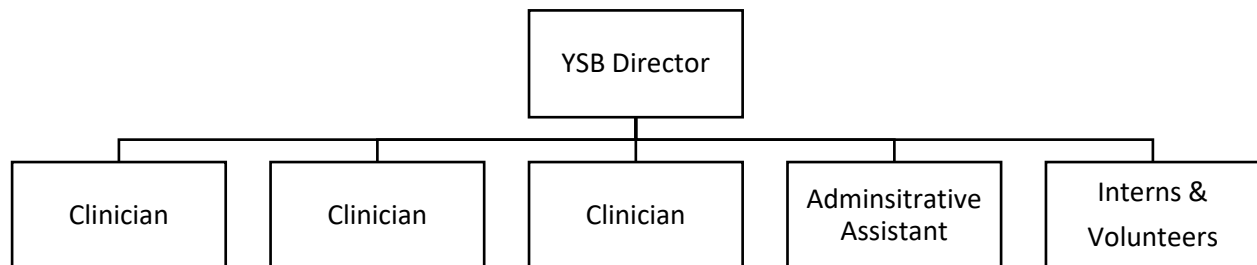 YSB Director
Clinician
Clinician
Clinician
Adminsitrative
Assistant
Interns &
Volunteers